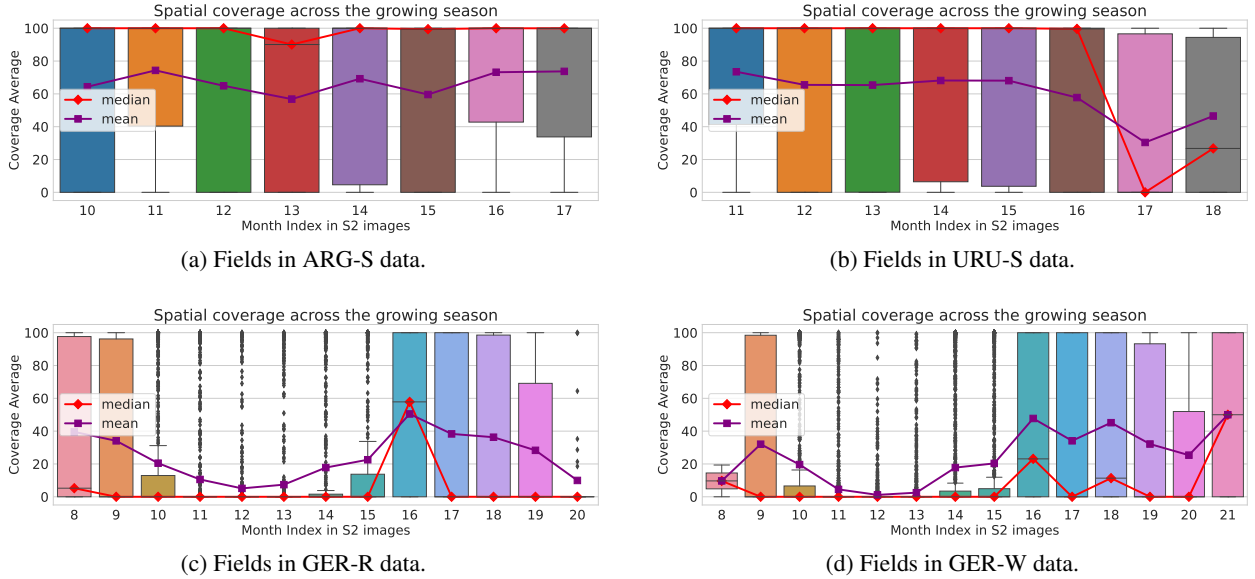 Spatial coverage across the growing season
100
80
60
40
20
0
Coverage Average
median
mean
10 11 12 13 14 15 16 17
Month Index in S2 images
(a) Fields in ARG-S data.
Spatial coverage across the growing season
100
80
60
40
20
0
Coverage Average
median
mean
11 12 13 14 15 16 17 18
Month Index in S2 images
(b) Fields in URU-S data.
Spatial coverage across the growing season
100
80
60
40
20
0
Coverage Average
median
mean
8 9 10 11 12 13 14 15 16 17 18 19 20
Month Index in S2 images
(c) Fields in GER-R data.
Spatial coverage across the growing season
100
80
60
40
20
0
Coverage Average
median
mean
8 9 10 11 12 13 14 15 16 17 18 19 20 21
Month Index in S2 images
(d) Fields in GER-W data.